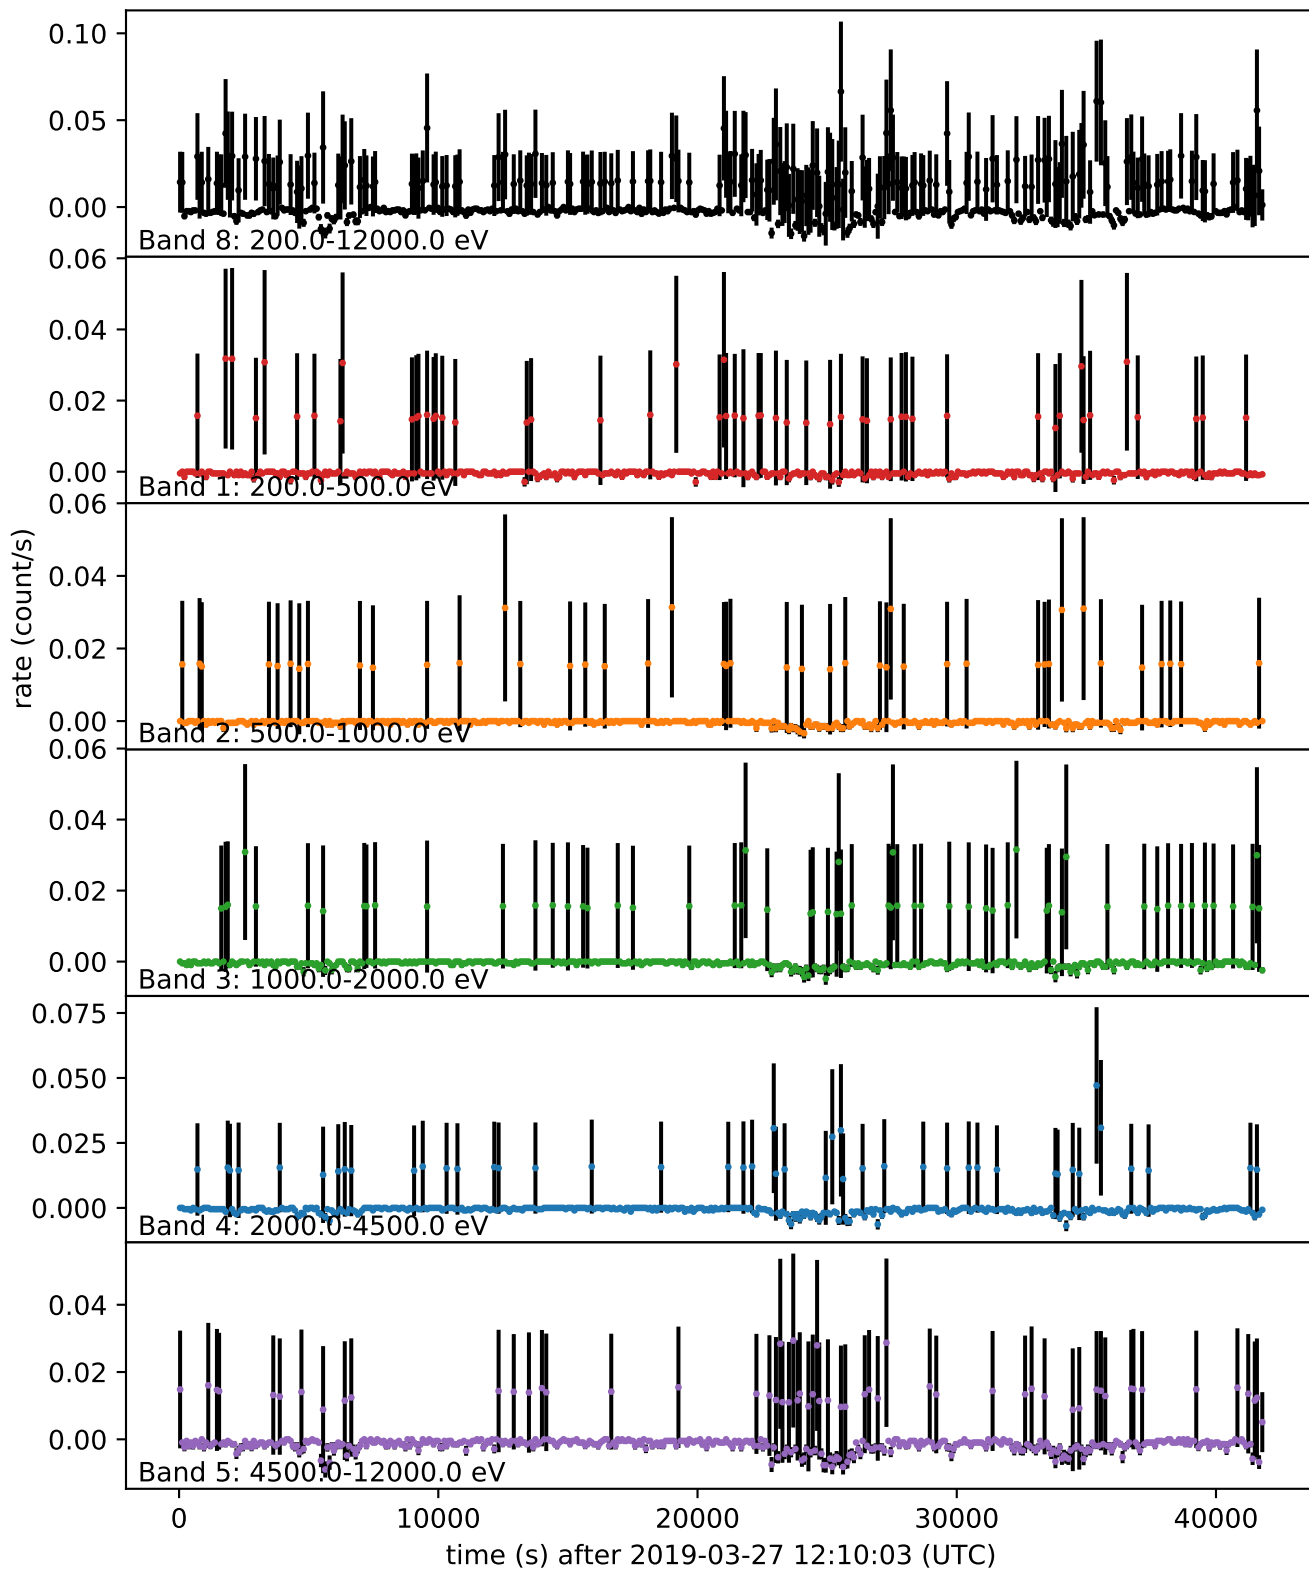 0.10
0.05
0.00
Band 8: 200.0-12000.0 eV
0.06
0.04
0.02
0.00
Band 1: 200.0-500.0 eV
0.06
0.04
0.02
0.00
Band 2: 500.0-1000.0 eV
rate (count/s)
0.06
0.04
0.02
0.00
Band 3: 1000.0-2000.0 eV
0.075
0.050
0.025
0.000
Band 4: 2000.0-4500.0 eV
0.04
0.02
0.00
Band 5: 4500.0-12000.0 eV
0 10000 20000 30000 40000
time (s) after 2019-03-27 12:10:03 (UTC)